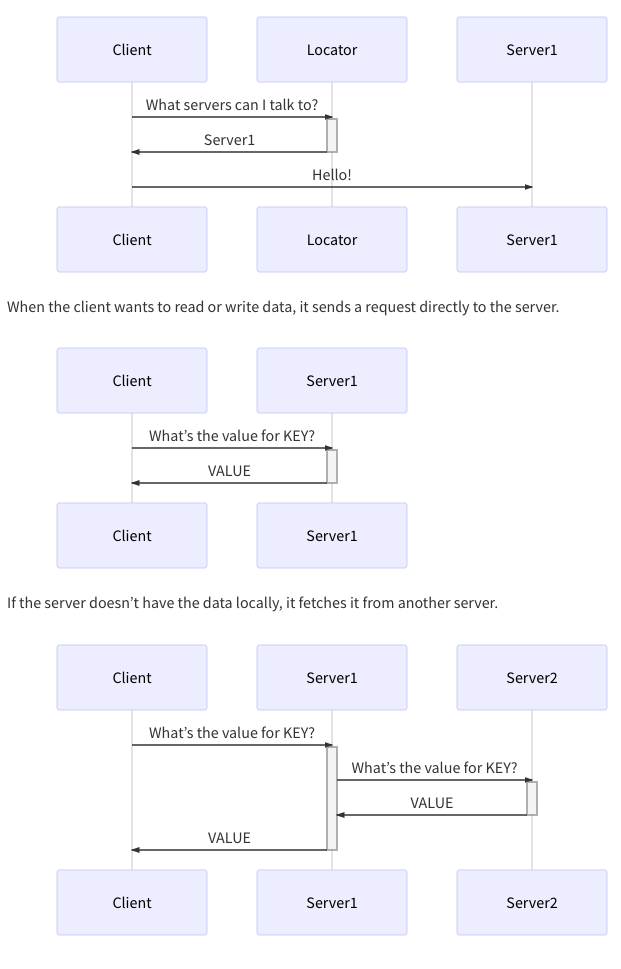 Client Locator Server1
What servers can I talk to?
Server1
Hello!
Client Locator Server1
When the client wants to read or write data, it sends a request directly to the server.
Client Server1
What’s the value for KEY?
VALUE
Client Server1
If the server doesn’t have the data locally, it fetches it from another server.
Client Server1 Server2
What’s the value for KEY?
What’s the value for KEY?
VALUE
VALUE
Client Server1 Server2